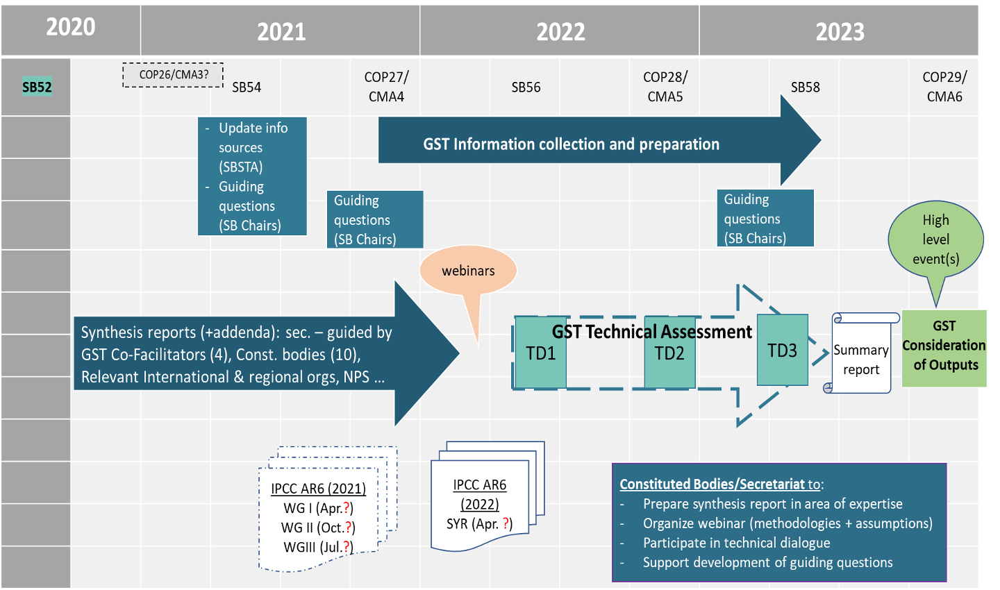 2020
2021
2022
2023
SB52
COP26/CMA3?
SB54
COP27/
CMA4
SB56
COP28/
CMA5
SB58
COP29/
CMA6
- Update info
sources
(SBSTA)
- Guiding
questions
(SB Chairs)
GST Information collection and preparation
Guiding
questions
(SB Chairs)
Guiding
questions
(SB Chairs)
High
level
event(s)
webinars
Synthesis reports (+addenda): sec. – guided by
GST Co-Facilitators (4), Const. bodies (10),
Relevant International & regional orgs, NPS ...
GST Technical Assessment
TD1
TD2
TD3
Summary
report
GST
Consideration
of Outputs
IPCC AR6 (2021)
WG I (Apr.?)
WG II (Oct.?)
WGIII (Jul.?)
IPCC AR6
(2022)
SYR (Apr. ?)
Constituted Bodies/Secretariat to:
- Prepare synthesis report in area of expertise
- Organize webinar (methodologies + assumptions)
- Participate in technical dialogue
- Support development of guiding questions